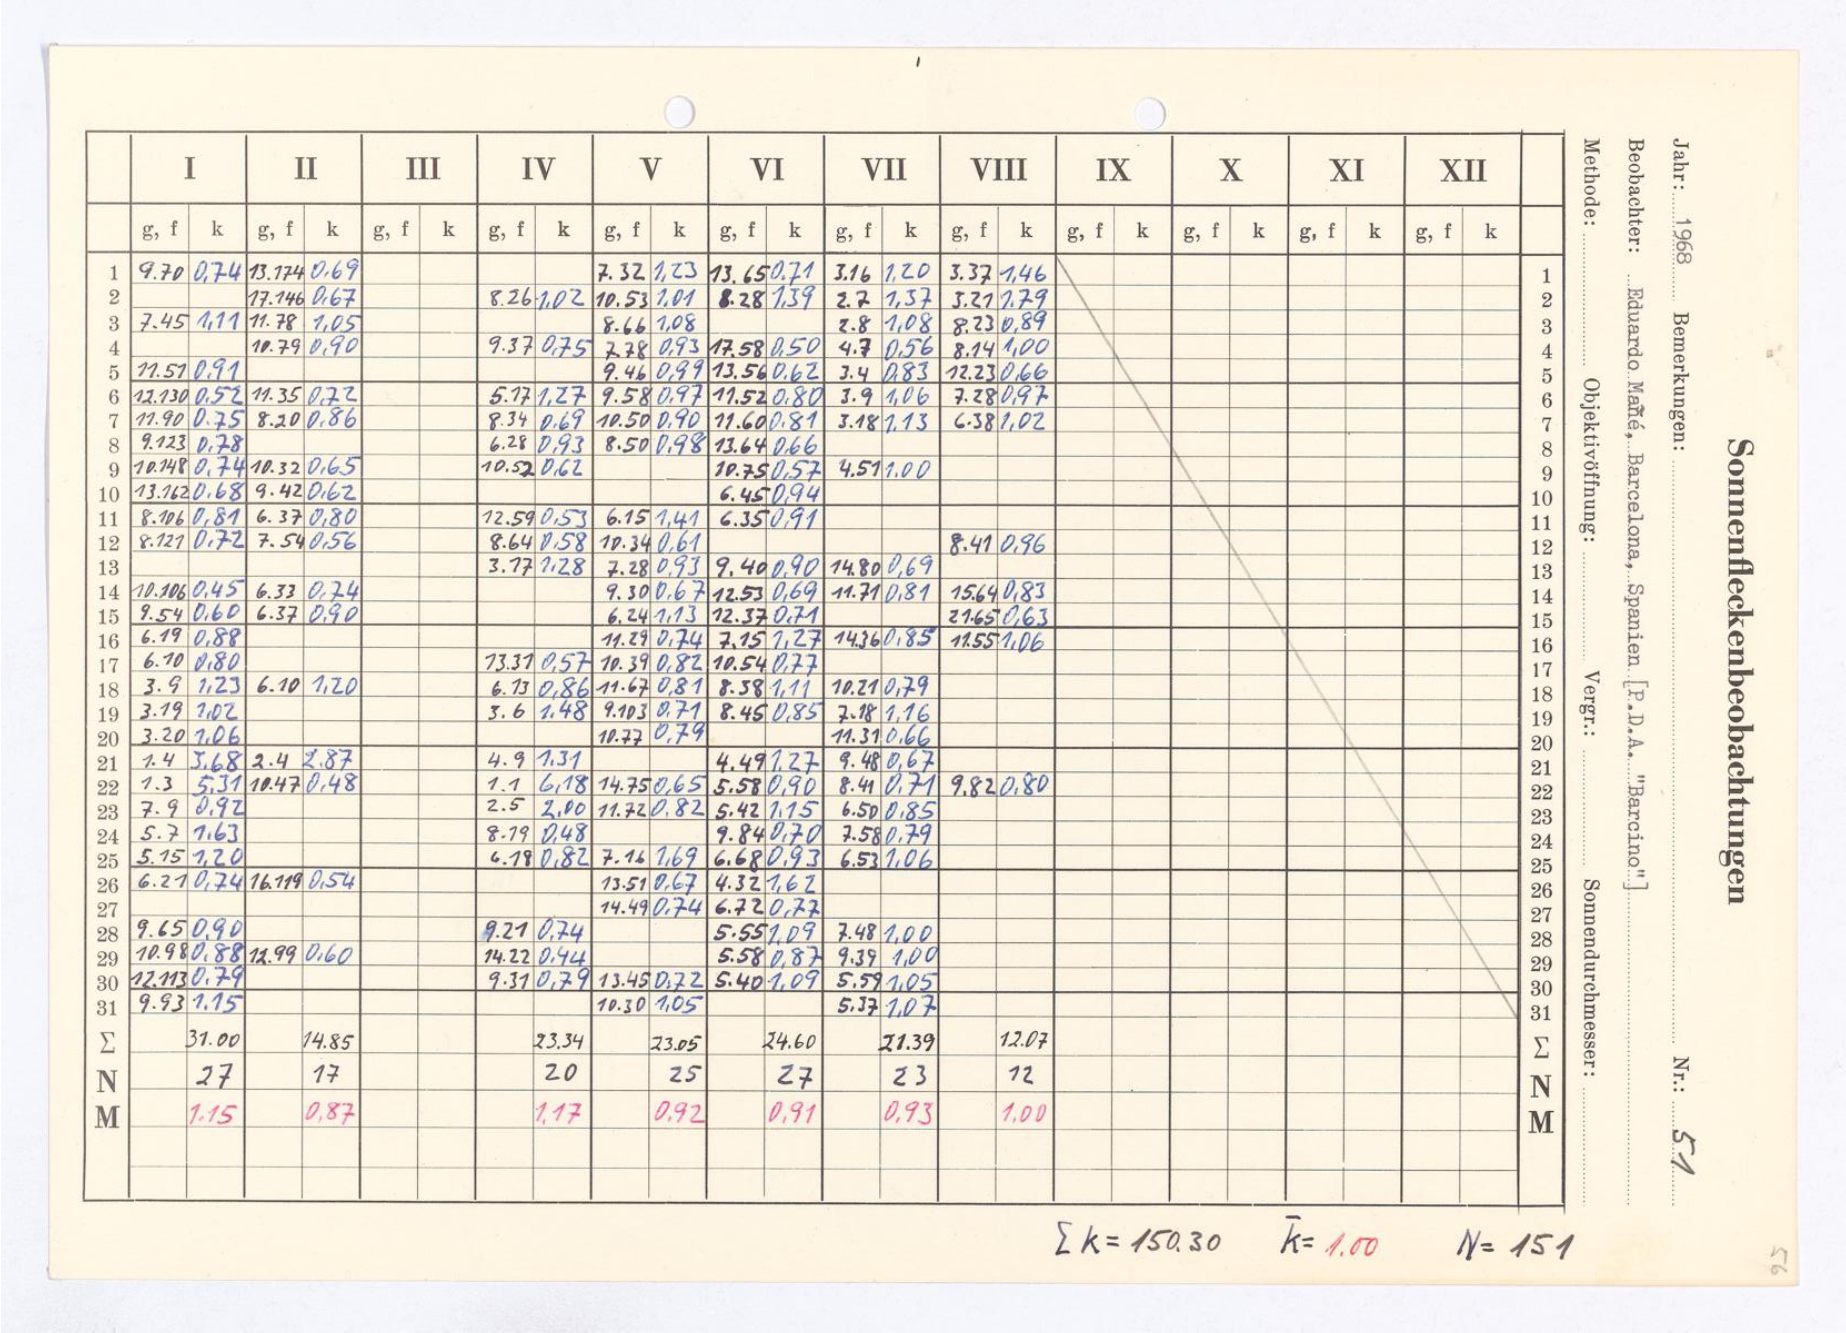 Sonnenfleckenbeobachtungen
Jahr: 1968 Bemerkungen: Nr.: 51
Beobachter: Eduardo Mañé, Barcelona, Spanien [P.D.A. "Barcino"]
Methode: Objektivöffnung: Vergr.: Sonnendurchmesser:
I II III IV V VI VII VIII IX X XI XII
g, f k g, f k g, f k g, f k g, f k g, f k g, f k g, f k g, f k g, f k g, f k g, f k
1 9.70 0,74 13.174 0,69 7.32 1,23 13.65 0,71 3.16 1,20 3.37 1,46 1
2 17.146 0,67 8.26 1,02 10.53 1,01 8.28 1,39 2.7 1,37 3.21 1,79 2
3 7.45 1,11 11.78 1,05 8.66 1,08 2.8 1,08 8.23 0,89 3
4 10.79 0,90 9.37 0,75 7.78 0,93 17.58 0,50 4.7 0,56 8.14 1,00 4
5 11.51 0,91 9.46 0,99 13.56 0,62 3.4 0,83 12.23 0,66 5
6 12.130 0,52 11.35 0,72 5.17 1,27 9.58 0,97 11.52 0,80 3.9 1,06 7.28 0,97 6
7 11.90 0,75 8.20 0,86 8.34 0,69 10.50 0,90 11.60 0,81 3.18 1,13 6.38 1,02 7
8 9.123 0,78 6.28 0,93 8.50 0,98 13.64 0,66 8
9 10.148 0,74 10.32 0,65 10.52 0,62 10.75 0,57 4.51 1,00 9
10 13.162 0,68 9.42 0,62 6.45 0,94 10
11 8.106 0,81 6.37 0,80 12.59 0,53 6.15 1,41 6.35 0,91 11
12 8.121 0,72 7.54 0,56 8.64 0,58 10.34 0,61 8.41 0,96 12
13 3.17 1,28 7.28 0,93 9.40 0,90 14.80 0,69 13
14 10.106 0,45 6.33 0,74 9.30 0,67 12.53 0,69 11.71 0,81 15.64 0,83 14
15 9.54 0,60 6.37 0,90 6.24 1,13 12.37 0,71 21.65 0,63 15
16 6.19 0,88 11.29 0,74 7.15 1,27 14.36 0,85 11.55 1,06 16
17 6.10 0,80 13.31 0,57 10.39 0,82 10.54 0,77 17
18 3.9 1,23 6.10 1,20 6.13 0,86 11.67 0,81 8.38 1,11 10.21 0,79 18
19 3.19 1,02 3.6 1,48 9.103 0,71 8.45 0,85 7.18 1,16 19
20 3.20 1,06 10.77 0,79 11.31 0,66 20
21 1.4 3,68 2.4 2,87 4.9 1,31 4.49 1,27 9.48 0,67 21
22 1.3 5,31 10.47 0,48 1.1 6,18 14.75 0,65 5.58 0,90 8.41 0,71 9.82 0,80 22
23 7.9 0,92 2.5 2,00 11.72 0,82 5.42 1,15 6.50 0,85 23
24 5.7 1,63 8.19 0,48 9.84 0,70 7.58 0,79 24
25 5.15 1,20 6.18 0,82 7.16 1,69 6.68 0,93 6.53 1,06 25
26 6.21 0,74 16.119 0,54 13.51 0,67 4.32 1,62 26
27 14.49 0,74 6.72 0,77 27
28 9.65 0,90 9.21 0,74 5.55 1,09 7.48 1,00 28
29 10.98 0,88 12.99 0,60 14.22 0,44 5.58 0,87 9.39 1,00 29
30 12.113 0,79 9.31 0,79 13.45 0,72 5.40 1,09 5.59 1,05 30
31 9.93 1,15 10.30 1,05 5.37 1,07 31
Σ 31.00 14.85 23.34 23.05 24.60 21.39 12.07 Σ
N 27 17 20 25 27 23 12 N
M 1.15 0,87 1,17 0,92 0,91 0,93 1,00 M
Σ k = 150.30 k̄ = 1.00 N = 151
56